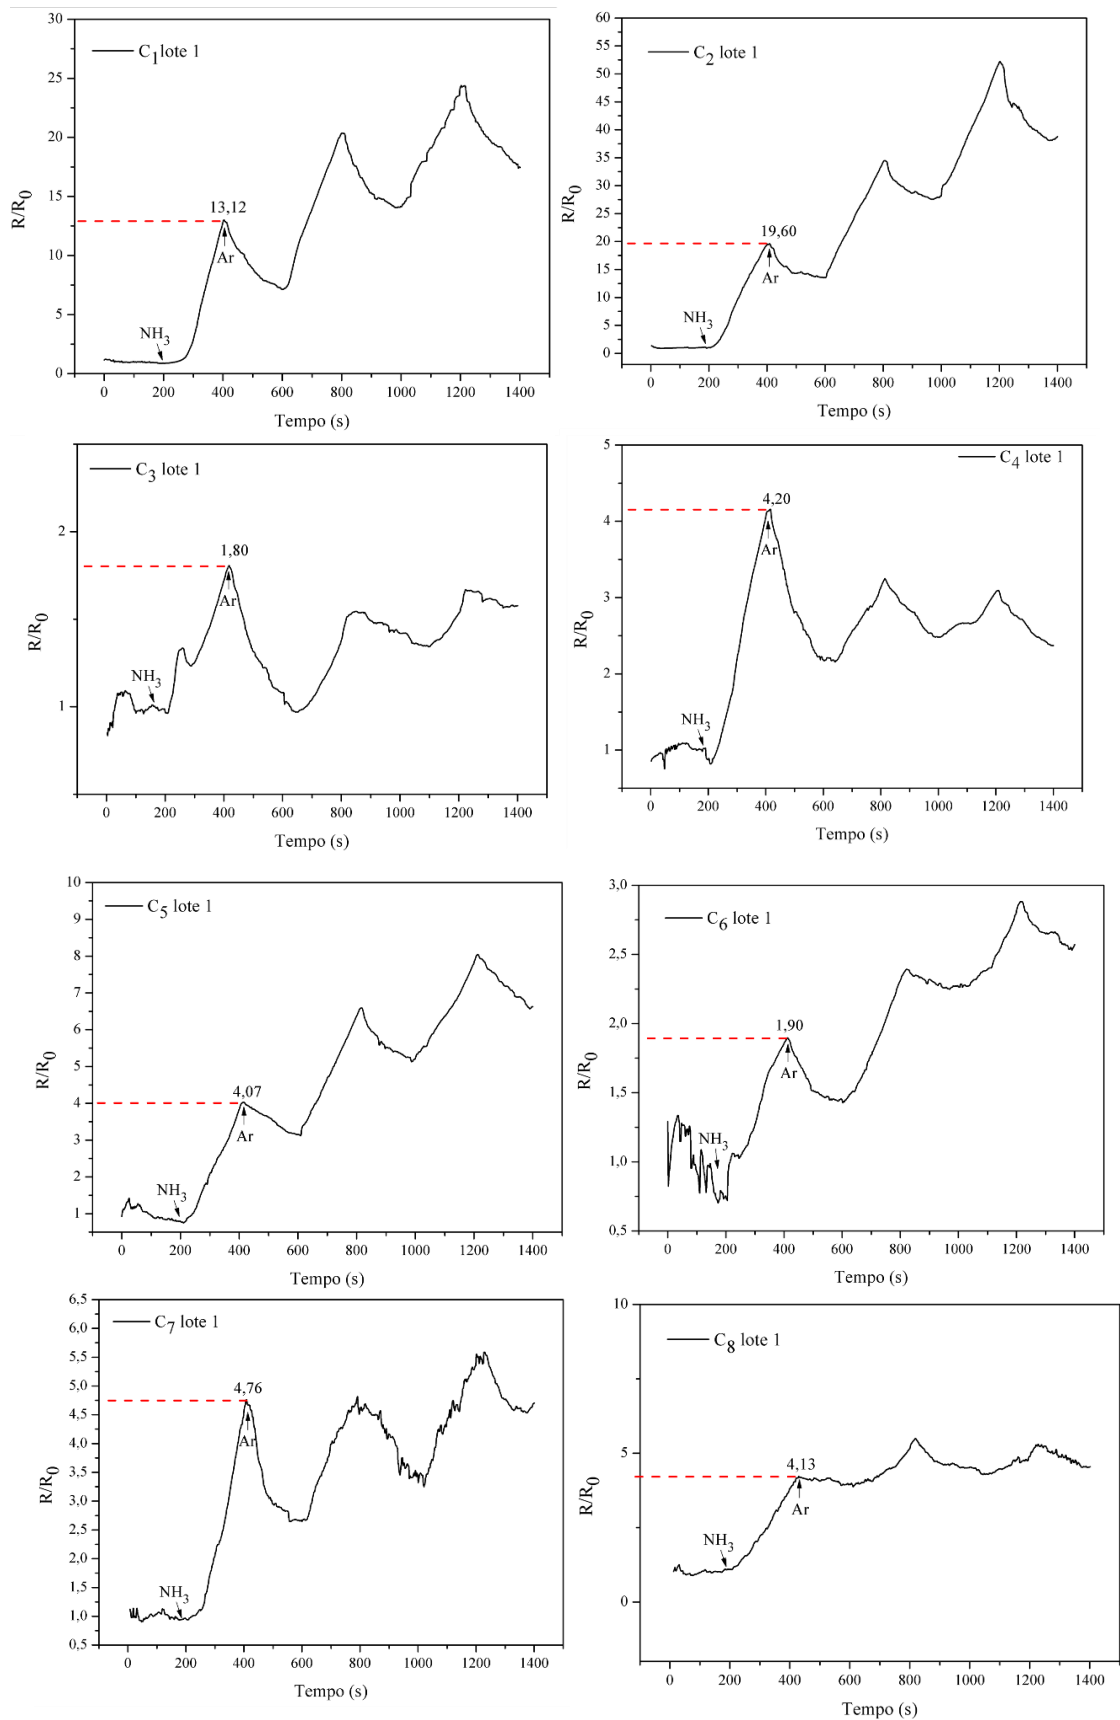 C1 lote 1
30
25
20
15
10
5
0
R/R0
13,12
Ar
NH3
0 200 400 600 800 1000 1200 1400
Tempo (s)
C2 lote 1
60
55
50
45
40
35
30
25
20
15
10
5
0
R/R0
19,60
Ar
NH3
0 200 400 600 800 1000 1200 1400
Tempo (s)
C3 lote 1
2
1
R/R0
1,80
Ar
NH3
0 200 400 600 800 1000 1200 1400
Tempo (s)
C4 lote 1
5
4
3
2
1
R/R0
4,20
Ar
NH3
0 200 400 600 800 1000 1200 1400
Tempo (s)
C5 lote 1
10
9
8
7
6
5
4
3
2
1
R/R0
4,07
Ar
NH3
0 200 400 600 800 1000 1200 1400
Tempo (s)
C6 lote 1
3,0
2,5
2,0
1,5
1,0
0,5
R/R0
1,90
Ar
NH3
0 200 400 600 800 1000 1200 1400
Tempo (s)
C7 lote 1
6,5
6,0
5,5
5,0
4,5
4,0
3,5
3,0
2,5
2,0
1,5
1,0
0,5
R/R0
4,76
Ar
NH3
0 200 400 600 800 1000 1200 1400
Tempo (s)
C8 lote 1
10
5
0
R/R0
4,13
Ar
NH3
0 200 400 600 800 1000 1200 1400
Tempo (s)